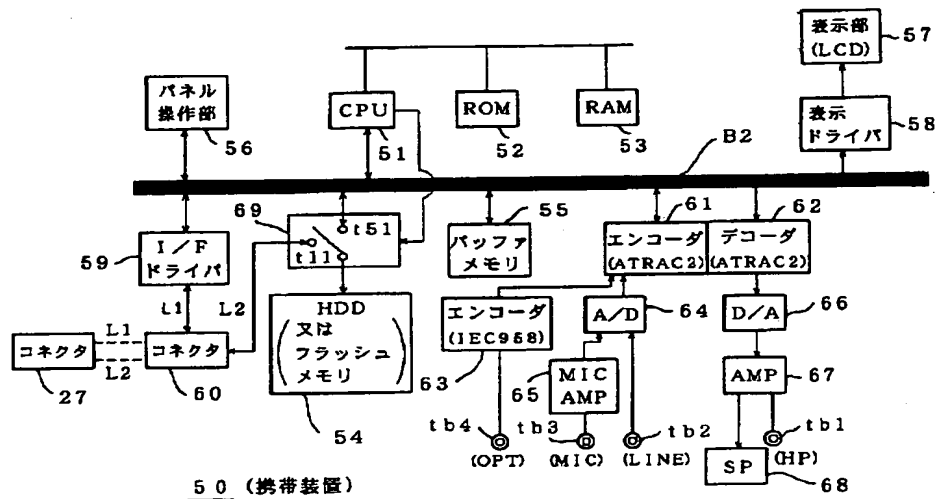 表示部
(LCD)
57
パネル
操作部
56
CPU
51
ROM
52
RAM
53
表示
ドライバ
58
B2
59
I/F
ドライバ
69
t51
t11
55
バッファ
メモリ
61
エンコーダ
(ATRAC2)
62
デコーダ
(ATRAC2)
L1
L2
HDD
(又は
フラッシュ
メモリ)
54
エンコーダ
(IEC958)
63
A/D
64
D/A
66
コネクタ
27
L1
L2
コネクタ
60
65
MIC
AMP
AMP
67
tb4
(OPT)
tb3
(MIC)
tb2
(LINE)
SP
68
tb1
(HP)
50 (携帯装置)